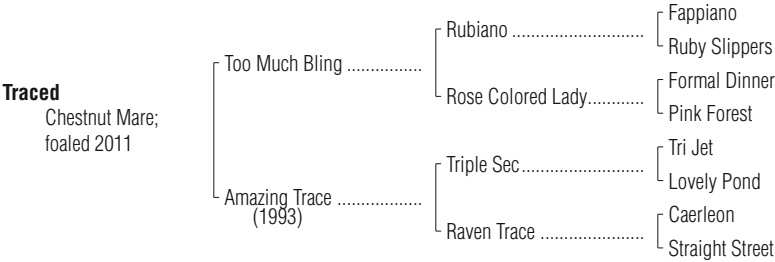 Fappiano
Rubiano ............................
Ruby Slippers
Too Much Bling ................
Formal Dinner
Rose Colored Lady............
Pink Forest
Traced
Chestnut Mare;
foaled 2011
Tri Jet
Triple Sec..........................
Lovely Pond
Amazing Trace ..................
(1993)
Caerleon
Raven Trace ......................
Straight Street